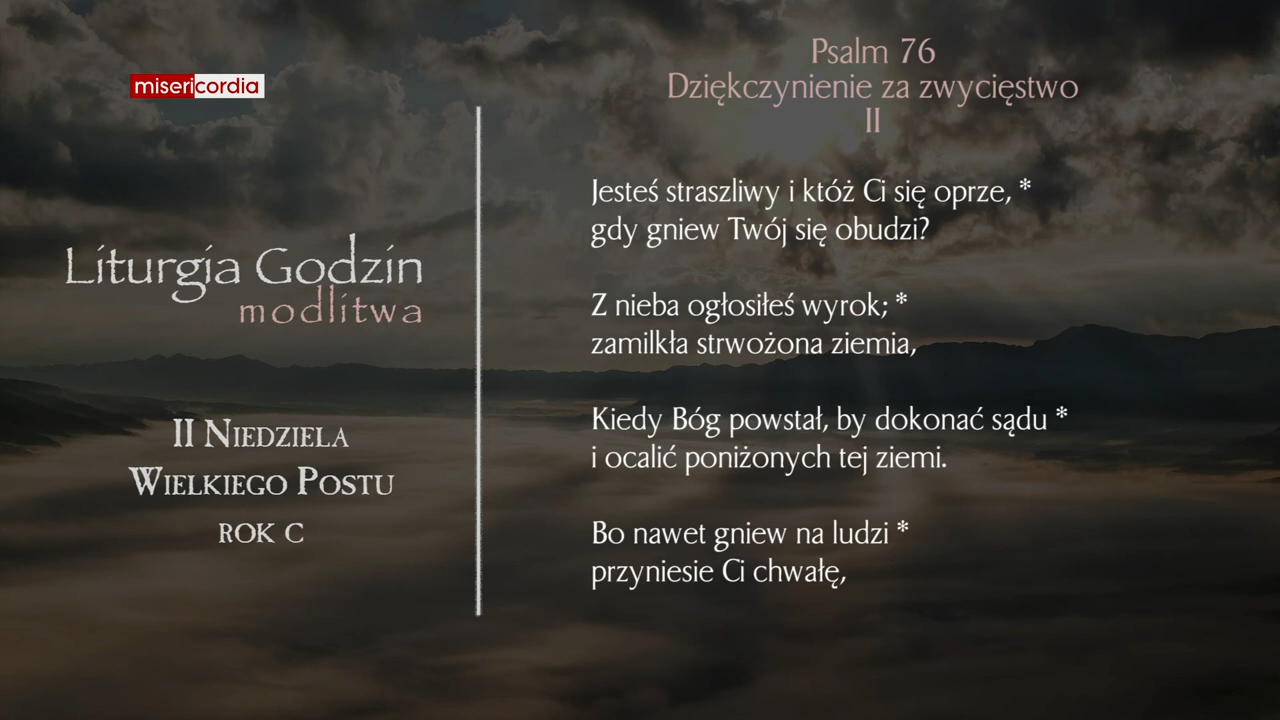 misericordia
Liturgia Godzin
modlitwa
II Niedziela
Wielkiego Postu
rok C
Psalm 76
Dziękczynienie za zwycięstwo
II
Jesteś straszliwy i któż Ci się oprze, *
gdy gniew Twój się obudzi?
Z nieba ogłosiłeś wyrok; *
zamilkła strwożona ziemia,
Kiedy Bóg powstał, by dokonać sądu *
i ocalić poniżonych tej ziemi.
Bo nawet gniew na ludzi *
przyniesie Ci chwałę,